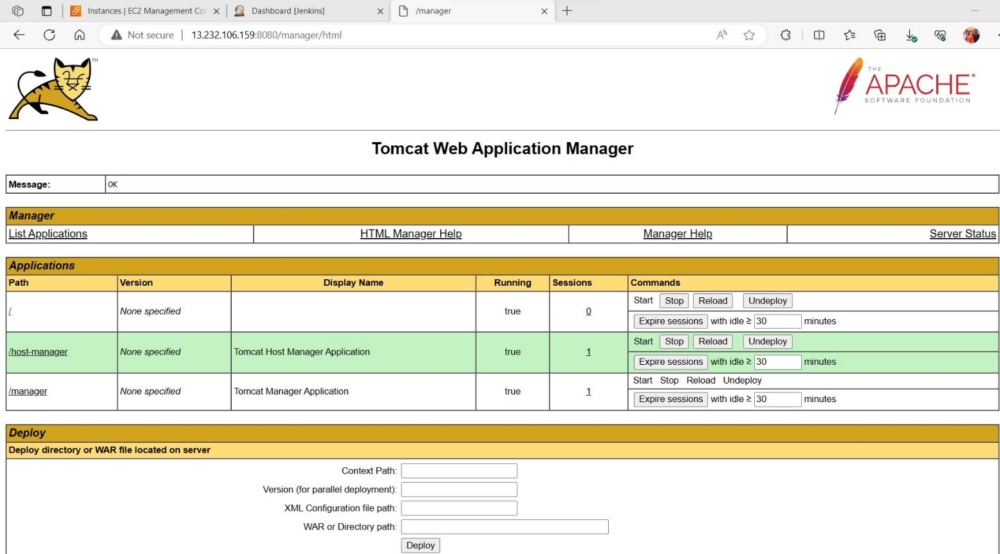 Instances | EC2 Management Co
Dashboard [Jenkins]
/manager
Not secure | 13.232.106.159:8080/manager/html
TM
THE
APACHE®
SOFTWARE FOUNDATION
Tomcat Web Application Manager
Message: OK
Manager
List Applications HTML Manager Help Manager Help Server Status
Applications
Path Version Display Name Running Sessions Commands
/ None specified true 0 Start Stop Reload Undeploy
Expire sessions with idle ≥ 30 minutes
/host-manager None specified Tomcat Host Manager Application true 1 Start Stop Reload Undeploy
Expire sessions with idle ≥ 30 minutes
/manager None specified Tomcat Manager Application true 1 Start Stop Reload Undeploy
Expire sessions with idle ≥ 30 minutes
Deploy
Deploy directory or WAR file located on server
Context Path:
Version (for parallel deployment):
XML Configuration file path:
WAR or Directory path:
Deploy